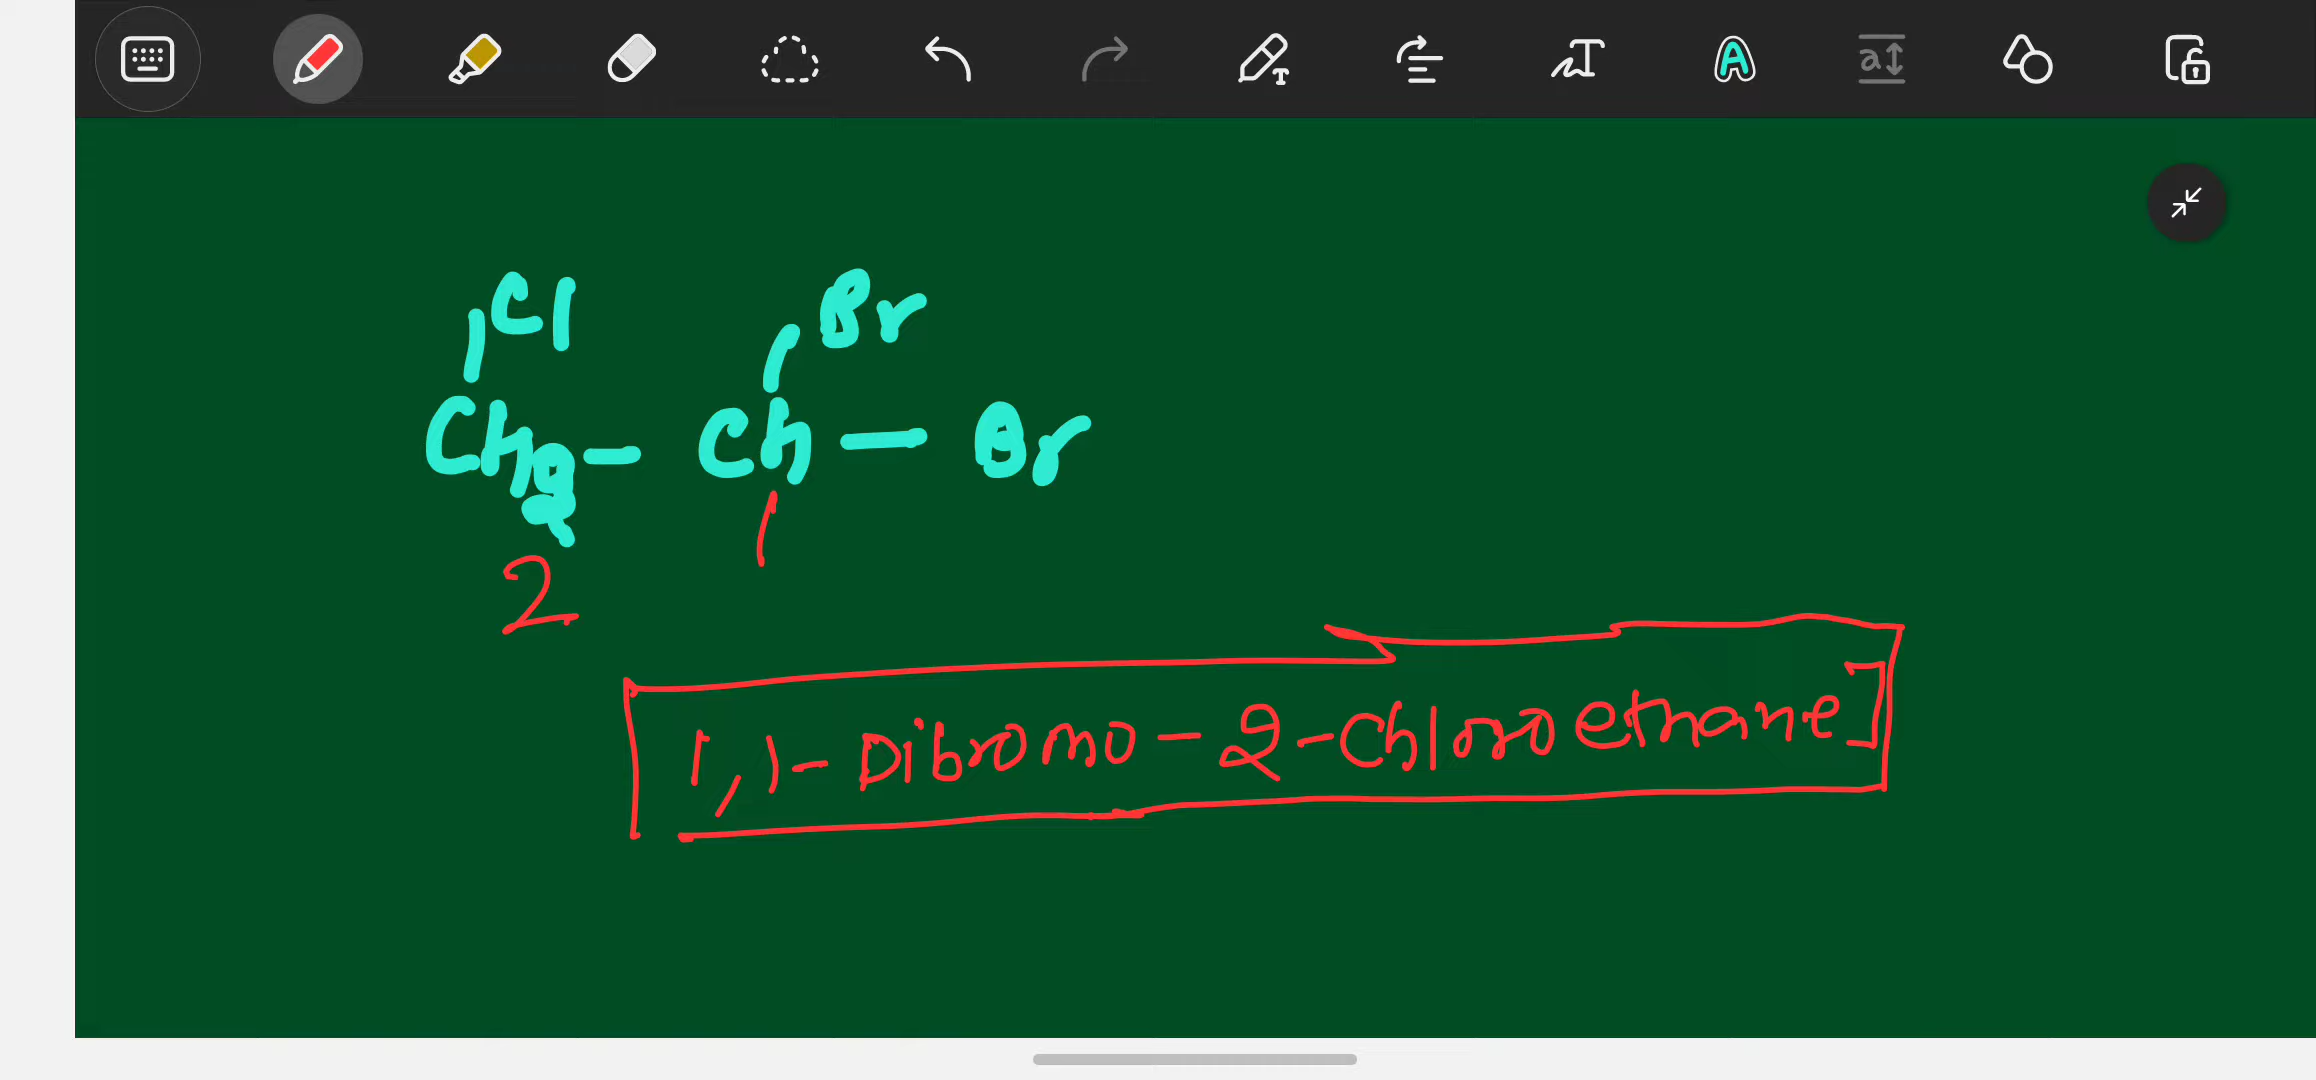 Cl Br
CH2 - Ch - Br
2 1
1,1-Dibromo-2-Chloroethane]